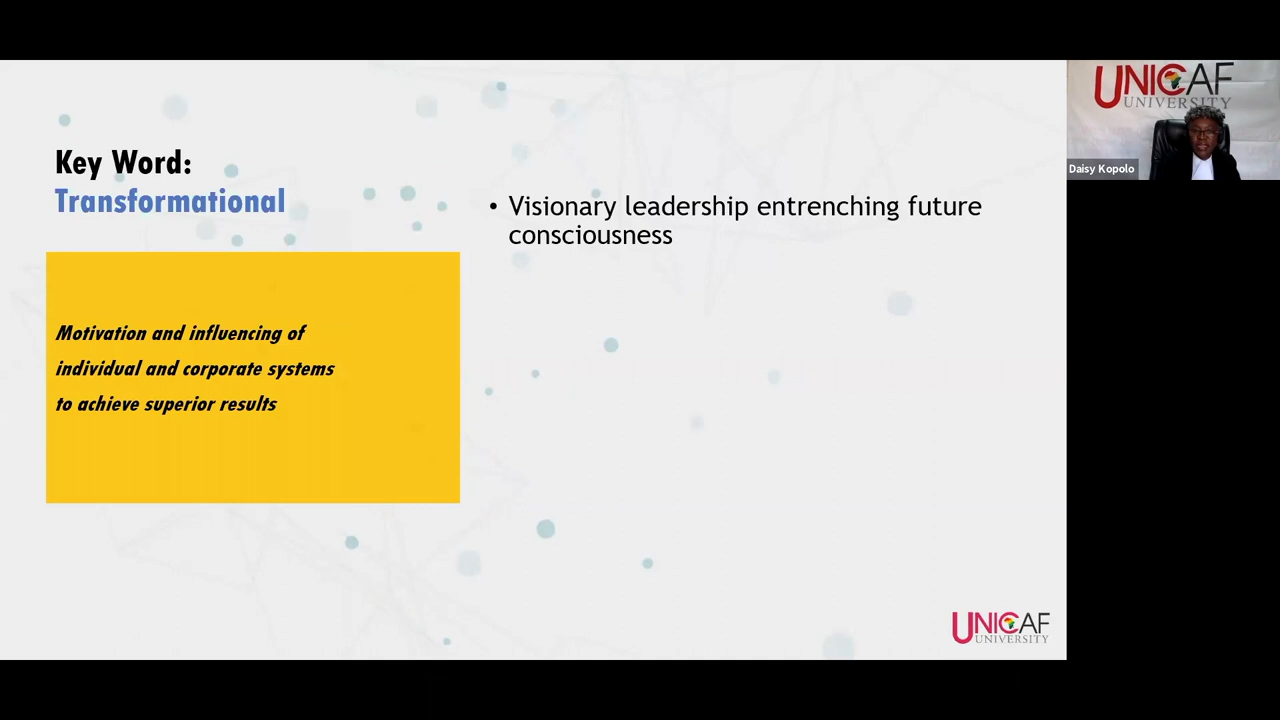 Key Word:
Transformational
Motivation and influencing of
individual and corporate systems
to achieve superior results
• Visionary leadership entrenching future
consciousness
UNICAF
UNIVERSITY
Daisy Kopolo
UNICAF
UNIVERSITY